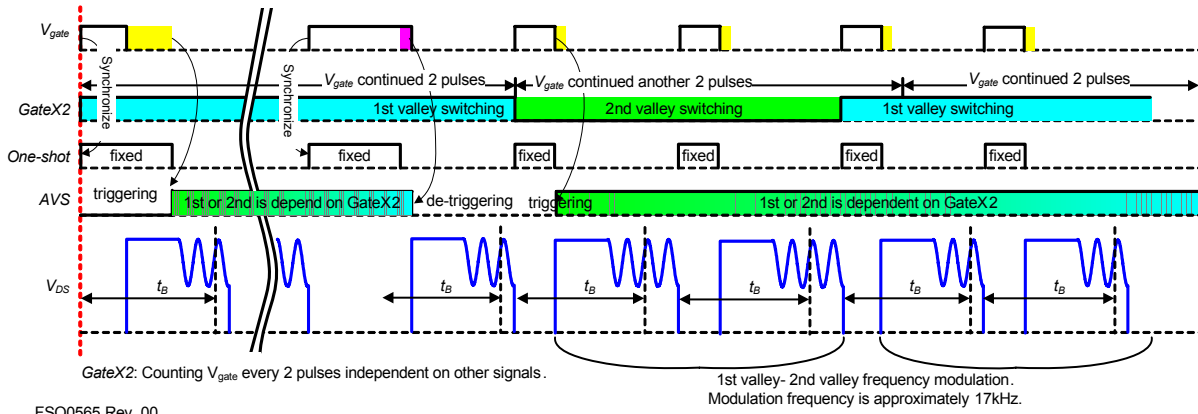 Vgate
Synchronize
Synchronize
Vgate continued 2 pulses
Vgate continued another 2 pulses
Vgate continued 2 pulses
GateX2
1st valley switching
2nd valley switching
1st valley switching
One-shot
fixed
fixed
fixed
fixed
fixed
fixed
AVS
triggering
1st or 2nd is depend on GateX2
de-triggering
triggering
1st or 2nd is dependent on GateX2
VDS
tB
tB
tB
tB
tB
tB
GateX2: Counting Vgate every 2 pulses independent on other signals.
1st valley- 2nd valley frequency modulation.
Modulation frequency is approximately 17kHz.
FSQ0565 Rev. 00